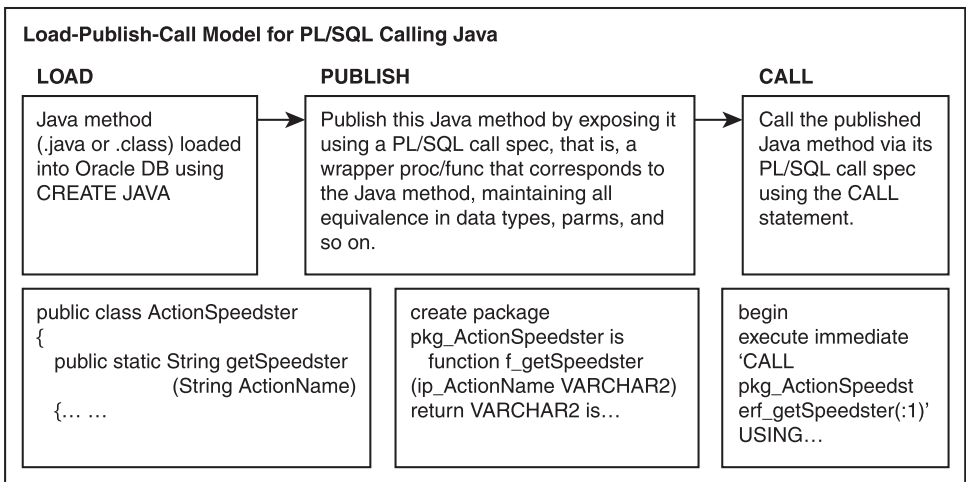 Load-Publish-Call Model for PL/SQL Calling Java
LOAD
Java method
(.java or .class) loaded
into Oracle DB using
CREATE JAVA
PUBLISH
Publish this Java method by exposing it
using a PL/SQL call spec, that is, a
wrapper proc/func that corresponds to
the Java method, maintaining all
equivalence in data types, parms, and
so on.
CALL
Call the published
Java method via its
PL/SQL call spec
using the CALL
statement.
public class ActionSpeedster
{
public static String getSpeedster
(String ActionName)
{… …
create package
pkg_ActionSpeedster is
function f_getSpeedster
(ip_ActionName VARCHAR2)
return VARCHAR2 is…
begin
execute immediate
‘CALL
pkg_ActionSpeedst
erf_getSpeedster(:1)’
USING…